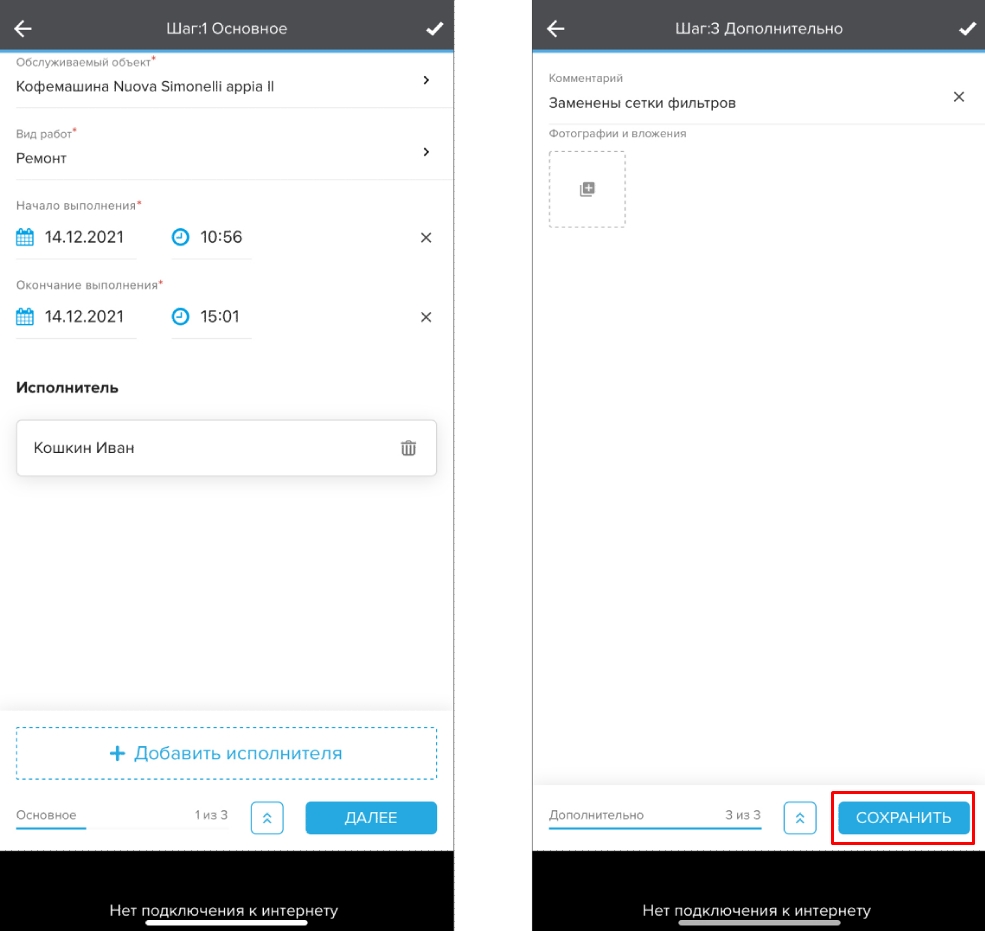 Шаг:1 Основное
Обслуживаемый объект*
Кофемашина Nuova Simonelli appia II
Вид работ*
Ремонт
Начало выполнения*
14.12.2021 10:56
Окончание выполнения*
14.12.2021 15:01
Исполнитель
Кошкин Иван
+ Добавить исполнителя
Основное 1 из 3 ДАЛЕЕ
Нет подключения к интернету
Шаг:3 Дополнительно
Комментарий
Заменены сетки фильтров
Фотографии и вложения
Дополнительно 3 из 3 СОХРАНИТЬ
Нет подключения к интернету